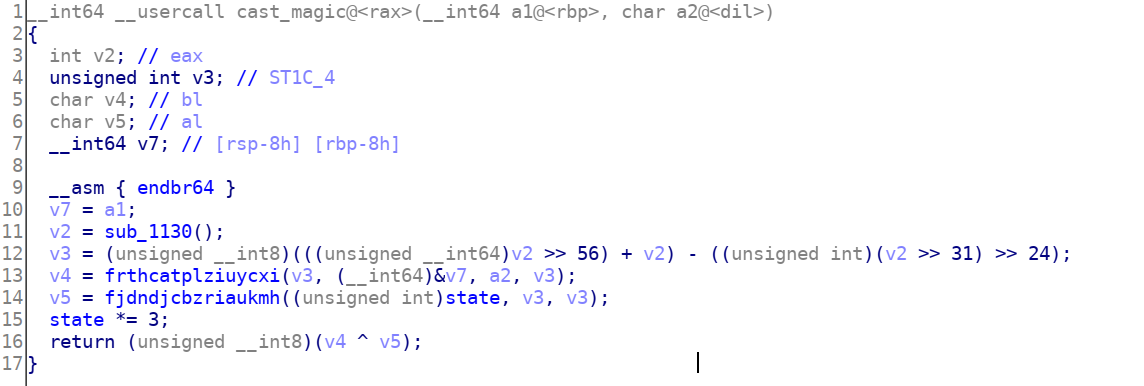 1 __int64 __usercall cast_magic@<rax>(__int64 a1@<rbp>, char a2@<dil>)
2 {
3   int v2; // eax
4   unsigned int v3; // ST1C_4
5   char v4; // bl
6   char v5; // al
7   __int64 v7; // [rsp-8h] [rbp-8h]
8
9   __asm { endbr64 }
10   v7 = a1;
11   v2 = sub_1130();
12   v3 = (unsigned __int8)(((unsigned __int64)v2 >> 56) + v2) - ((unsigned int)(v2 >> 31) >> 24);
13   v4 = frthcatplziuycxi(v3, (__int64)&v7, a2, v3);
14   v5 = fjdndjcbzriaukmh((unsigned int)state, v3, v3);
15   state *= 3;
16   return (unsigned __int8)(v4 ^ v5);
17 }